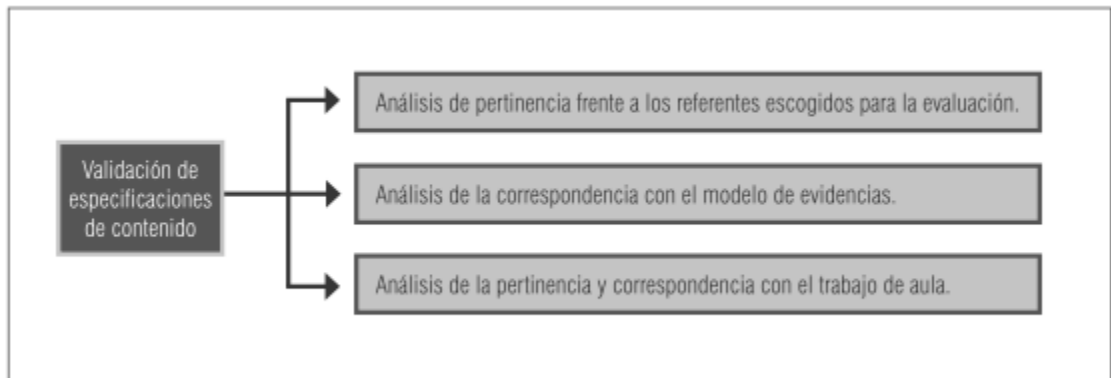 Validación de
especificaciones
de contenido
Análisis de pertinencia frente a los referentes escogidos para la evaluación.
Análisis de la correspondencia con el modelo de evidencias.
Análisis de la pertinencia y correspondencia con el trabajo de aula.